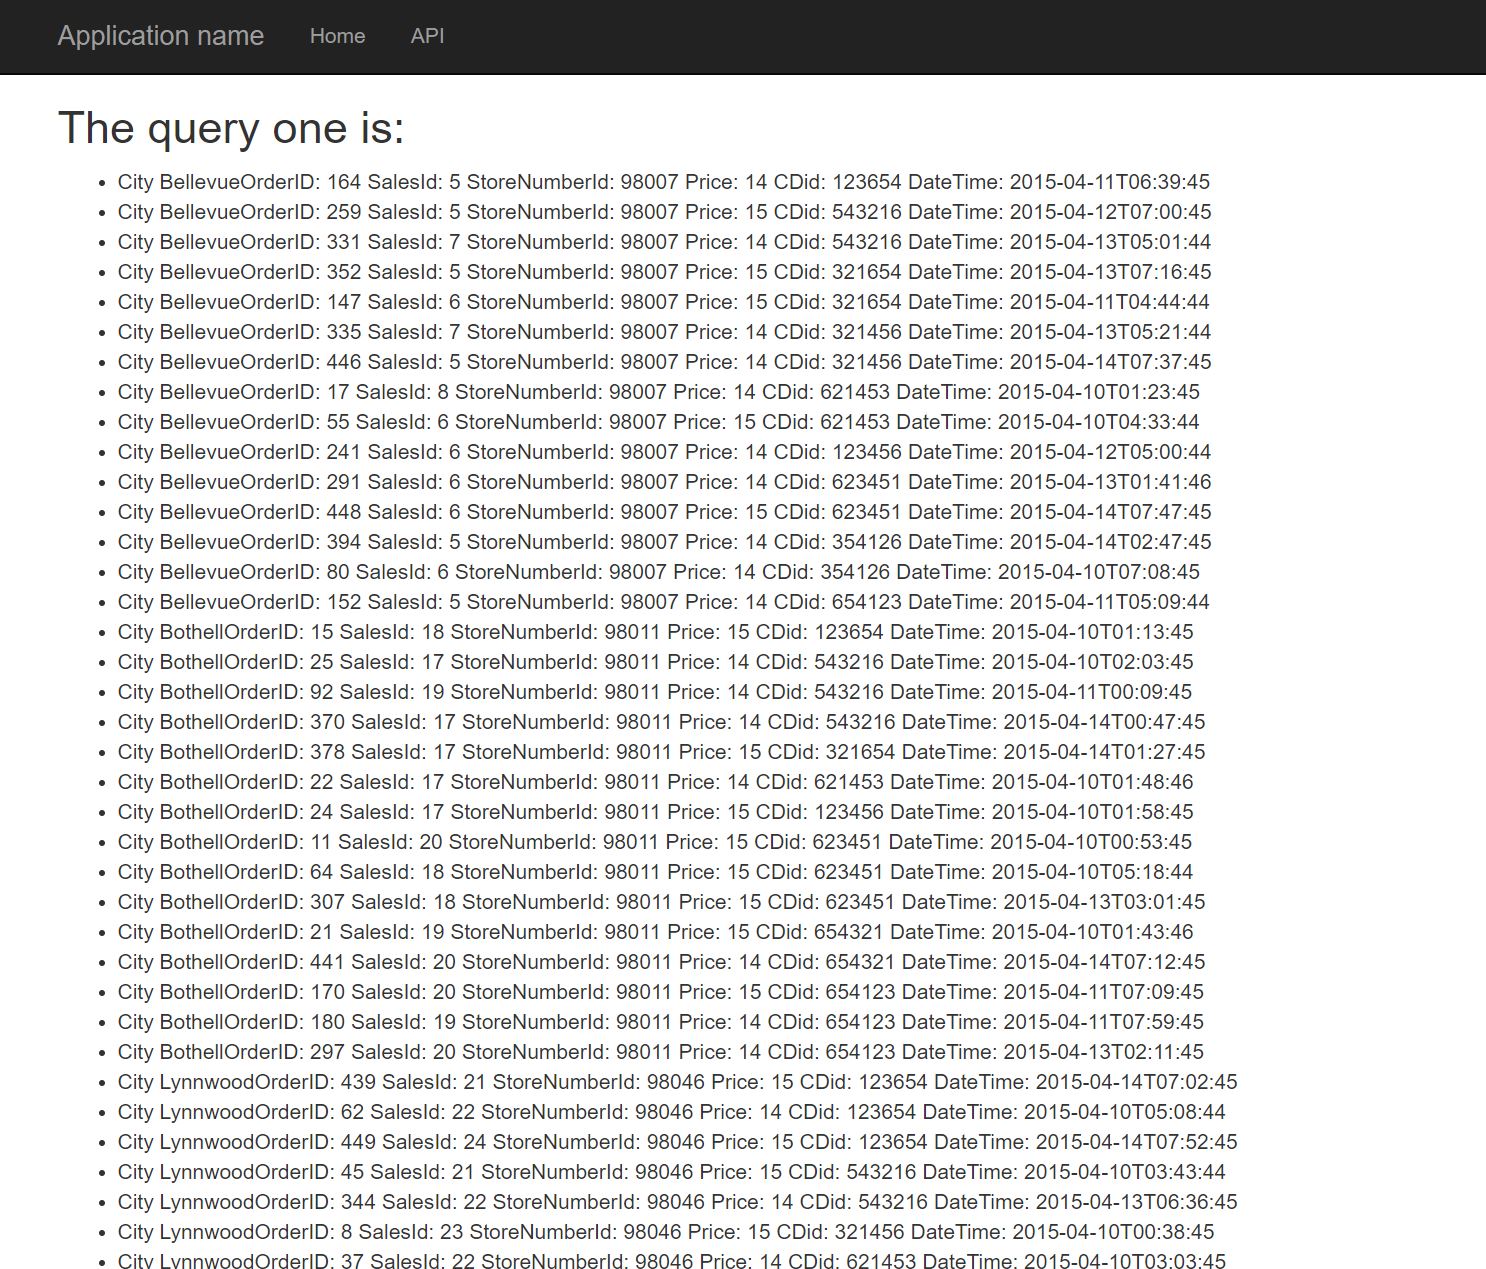 Application name Home API
The query one is:
City BellevueOrderID: 164 SalesId: 5 StoreNumberId: 98007 Price: 14 CDid: 123654 DateTime: 2015-04-11T06:39:45
City BellevueOrderID: 259 SalesId: 5 StoreNumberId: 98007 Price: 15 CDid: 543216 DateTime: 2015-04-12T07:00:45
City BellevueOrderID: 331 SalesId: 7 StoreNumberId: 98007 Price: 14 CDid: 543216 DateTime: 2015-04-13T05:01:44
City BellevueOrderID: 352 SalesId: 5 StoreNumberId: 98007 Price: 15 CDid: 321654 DateTime: 2015-04-13T07:16:45
City BellevueOrderID: 147 SalesId: 6 StoreNumberId: 98007 Price: 15 CDid: 321654 DateTime: 2015-04-11T04:44:44
City BellevueOrderID: 335 SalesId: 7 StoreNumberId: 98007 Price: 14 CDid: 321456 DateTime: 2015-04-13T05:21:44
City BellevueOrderID: 446 SalesId: 5 StoreNumberId: 98007 Price: 14 CDid: 321456 DateTime: 2015-04-14T07:37:45
City BellevueOrderID: 17 SalesId: 8 StoreNumberId: 98007 Price: 14 CDid: 621453 DateTime: 2015-04-10T01:23:45
City BellevueOrderID: 55 SalesId: 6 StoreNumberId: 98007 Price: 15 CDid: 621453 DateTime: 2015-04-10T04:33:44
City BellevueOrderID: 241 SalesId: 6 StoreNumberId: 98007 Price: 14 CDid: 123456 DateTime: 2015-04-12T05:00:44
City BellevueOrderID: 291 SalesId: 6 StoreNumberId: 98007 Price: 14 CDid: 623451 DateTime: 2015-04-13T01:41:46
City BellevueOrderID: 448 SalesId: 6 StoreNumberId: 98007 Price: 15 CDid: 623451 DateTime: 2015-04-14T07:47:45
City BellevueOrderID: 394 SalesId: 5 StoreNumberId: 98007 Price: 14 CDid: 354126 DateTime: 2015-04-14T02:47:45
City BellevueOrderID: 80 SalesId: 6 StoreNumberId: 98007 Price: 14 CDid: 354126 DateTime: 2015-04-10T07:08:45
City BellevueOrderID: 152 SalesId: 5 StoreNumberId: 98007 Price: 14 CDid: 654123 DateTime: 2015-04-11T05:09:44
City BothellOrderID: 15 SalesId: 18 StoreNumberId: 98011 Price: 15 CDid: 123654 DateTime: 2015-04-10T01:13:45
City BothellOrderID: 25 SalesId: 17 StoreNumberId: 98011 Price: 14 CDid: 543216 DateTime: 2015-04-10T02:03:45
City BothellOrderID: 92 SalesId: 19 StoreNumberId: 98011 Price: 14 CDid: 543216 DateTime: 2015-04-11T00:09:45
City BothellOrderID: 370 SalesId: 17 StoreNumberId: 98011 Price: 14 CDid: 543216 DateTime: 2015-04-14T00:47:45
City BothellOrderID: 378 SalesId: 17 StoreNumberId: 98011 Price: 15 CDid: 321654 DateTime: 2015-04-14T01:27:45
City BothellOrderID: 22 SalesId: 17 StoreNumberId: 98011 Price: 14 CDid: 621453 DateTime: 2015-04-10T01:48:46
City BothellOrderID: 24 SalesId: 17 StoreNumberId: 98011 Price: 15 CDid: 123456 DateTime: 2015-04-10T01:58:45
City BothellOrderID: 11 SalesId: 20 StoreNumberId: 98011 Price: 15 CDid: 623451 DateTime: 2015-04-10T00:53:45
City BothellOrderID: 64 SalesId: 18 StoreNumberId: 98011 Price: 15 CDid: 623451 DateTime: 2015-04-10T05:18:44
City BothellOrderID: 307 SalesId: 18 StoreNumberId: 98011 Price: 15 CDid: 623451 DateTime: 2015-04-13T03:01:45
City BothellOrderID: 21 SalesId: 19 StoreNumberId: 98011 Price: 15 CDid: 654321 DateTime: 2015-04-10T01:43:46
City BothellOrderID: 441 SalesId: 20 StoreNumberId: 98011 Price: 14 CDid: 654321 DateTime: 2015-04-14T07:12:45
City BothellOrderID: 170 SalesId: 20 StoreNumberId: 98011 Price: 15 CDid: 654123 DateTime: 2015-04-11T07:09:45
City BothellOrderID: 180 SalesId: 19 StoreNumberId: 98011 Price: 14 CDid: 654123 DateTime: 2015-04-11T07:59:45
City BothellOrderID: 297 SalesId: 20 StoreNumberId: 98011 Price: 14 CDid: 654123 DateTime: 2015-04-13T02:11:45
City LynnwoodOrderID: 439 SalesId: 21 StoreNumberId: 98046 Price: 15 CDid: 123654 DateTime: 2015-04-14T07:02:45
City LynnwoodOrderID: 62 SalesId: 22 StoreNumberId: 98046 Price: 14 CDid: 123654 DateTime: 2015-04-10T05:08:44
City LynnwoodOrderID: 449 SalesId: 24 StoreNumberId: 98046 Price: 15 CDid: 123654 DateTime: 2015-04-14T07:52:45
City LynnwoodOrderID: 45 SalesId: 21 StoreNumberId: 98046 Price: 15 CDid: 543216 DateTime: 2015-04-10T03:43:44
City LynnwoodOrderID: 344 SalesId: 22 StoreNumberId: 98046 Price: 14 CDid: 543216 DateTime: 2015-04-13T06:36:45
City LynnwoodOrderID: 8 SalesId: 23 StoreNumberId: 98046 Price: 15 CDid: 321456 DateTime: 2015-04-10T00:38:45
City LynnwoodOrderID: 37 SalesId: 22 StoreNumberId: 98046 Price: 14 CDid: 621453 DateTime: 2015-04-10T03:03:45